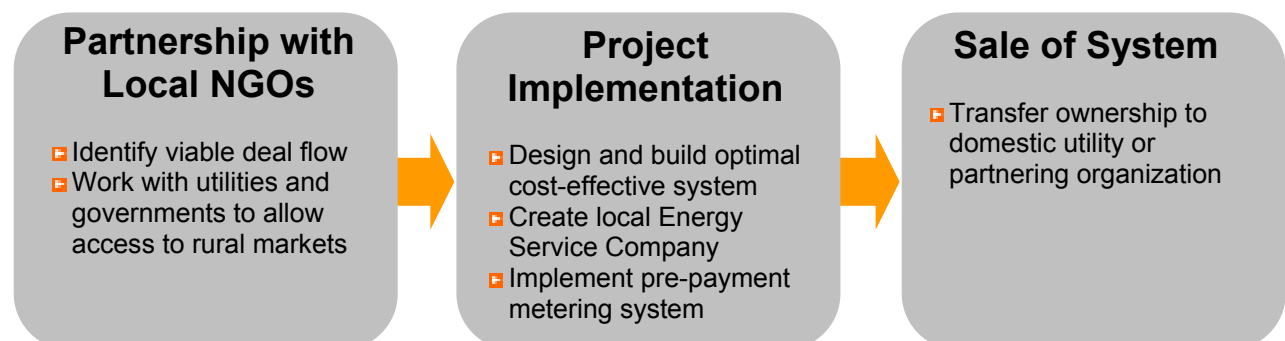 Partnership with
Local NGOs
Identify viable deal flow
Work with utilities and
governments to allow
access to rural markets
Project
Implementation
Design and build optimal
cost-effective system
Create local Energy
Service Company
Implement pre-payment
metering system
Sale of System
Transfer ownership to
domestic utility or
partnering organization